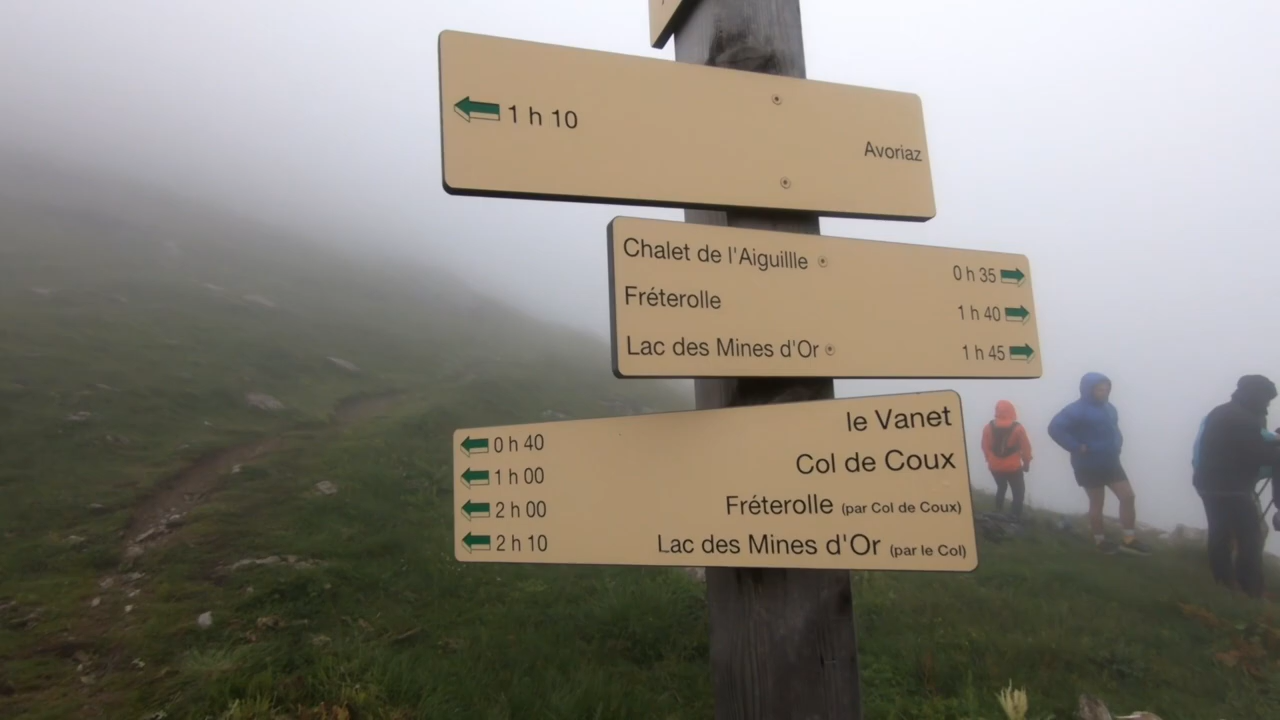 1 h 10
Avoriaz
Chalet de l'Aiguillle 0 h 35
Fréterolle 1 h 40
Lac des Mines d'Or 1 h 45
0 h 40 le Vanet
1 h 00 Col de Coux
2 h 00 Fréterolle (par Col de Coux)
2 h 10 Lac des Mines d'Or (par le Col)